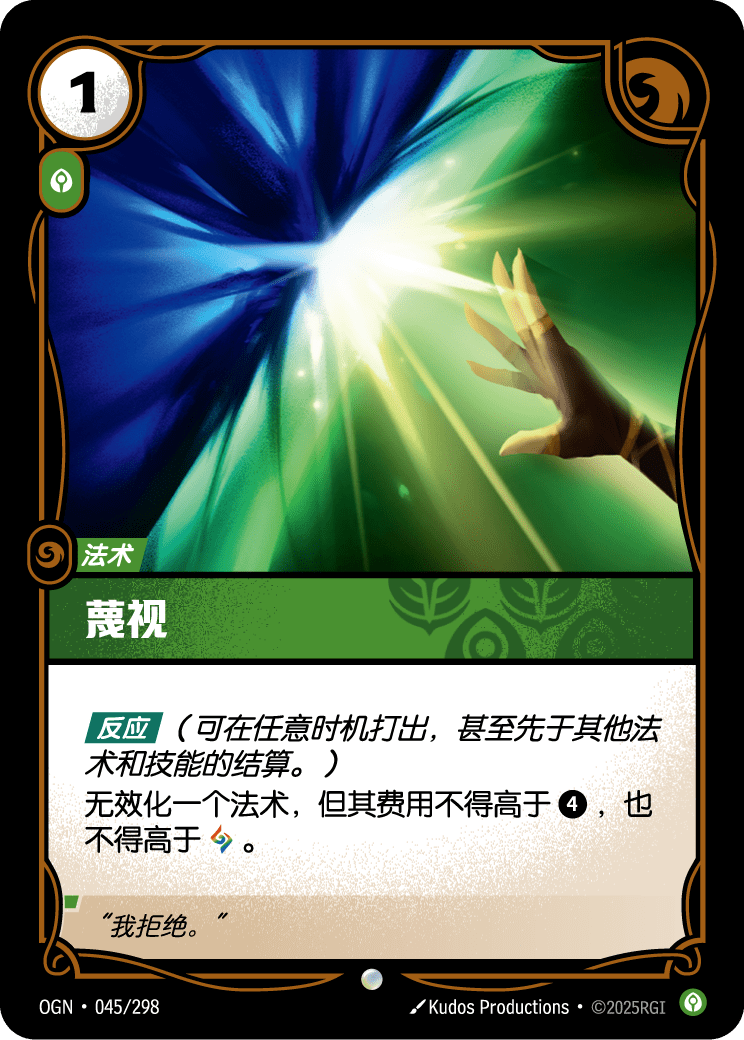 1
法术
蔑视
反应（可在任意时机打出，甚至先于其他法
术和技能的结算。）
无效化一个法术，但其费用不得高于 4 ，也
不得高于 。
“我拒绝。”
OGN • 045/298
Kudos Productions • ©2025RGI